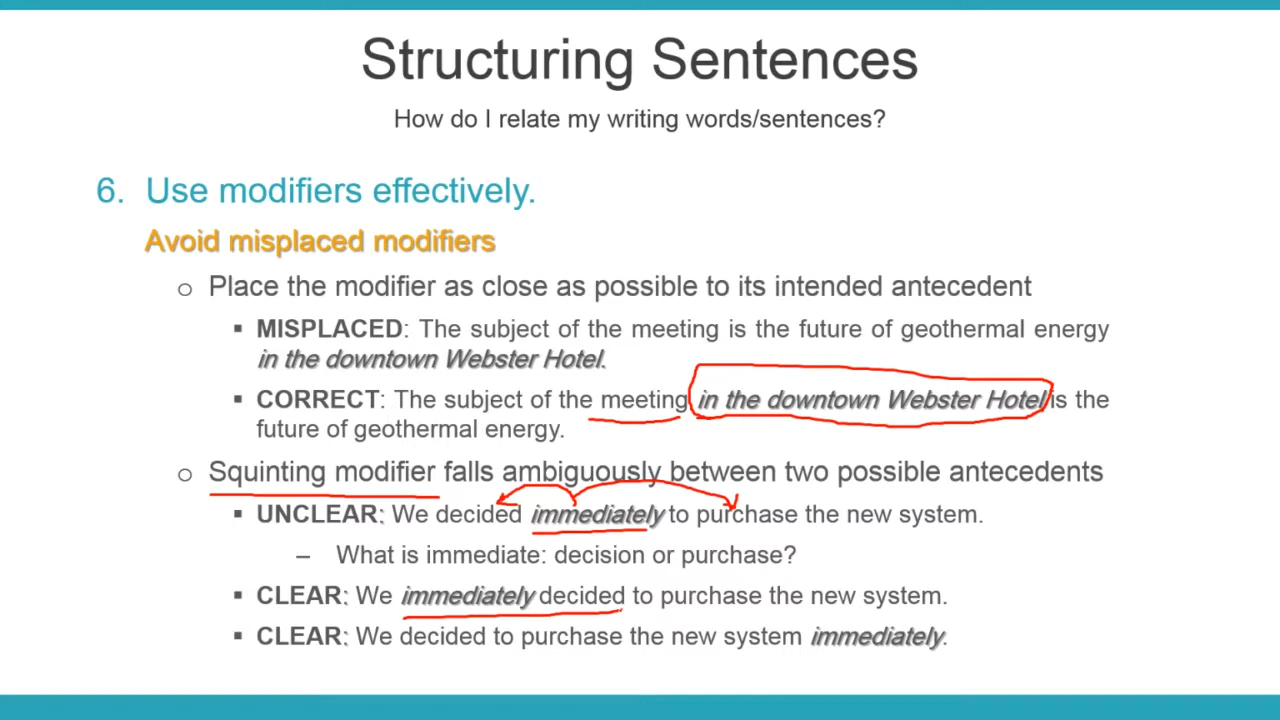 Structuring Sentences
How do I relate my writing words/sentences?
6. Use modifiers effectively.
Avoid misplaced modifiers
o Place the modifier as close as possible to its intended antecedent
▪ MISPLACED: The subject of the meeting is the future of geothermal energy
in the downtown Webster Hotel.
▪ CORRECT: The subject of the meeting in the downtown Webster Hotel is the
future of geothermal energy.
o Squinting modifier falls ambiguously between two possible antecedents
▪ UNCLEAR: We decided immediately to purchase the new system.
– What is immediate: decision or purchase?
▪ CLEAR: We immediately decided to purchase the new system.
▪ CLEAR: We decided to purchase the new system immediately.